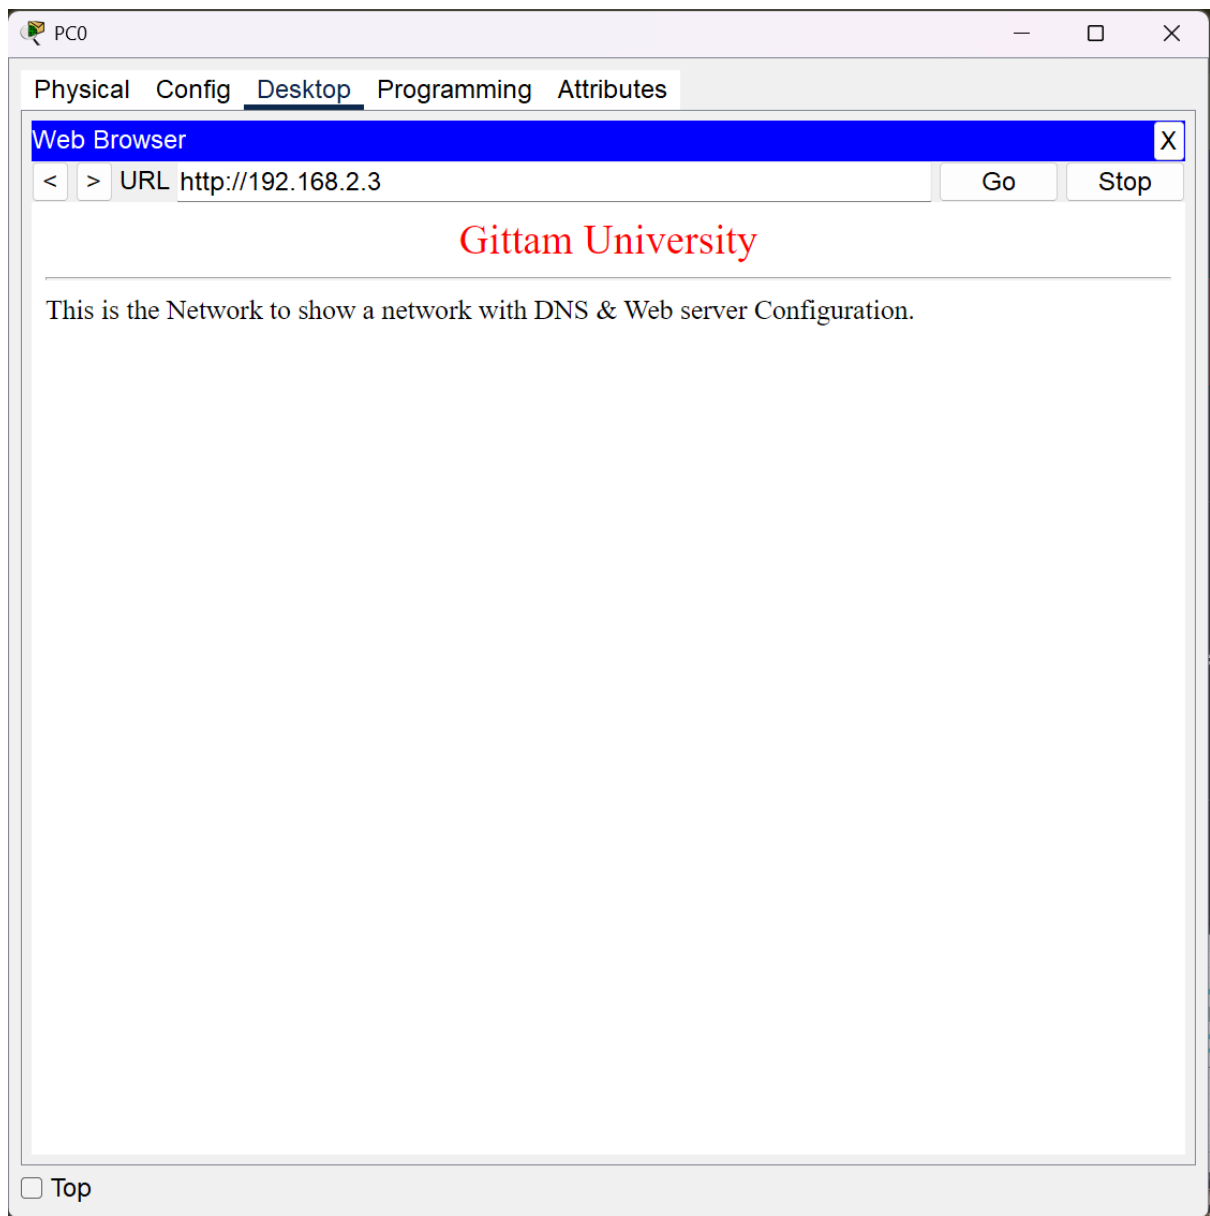 PC0
Physical Config Desktop Programming Attributes
Web Browser X
< > URL http://192.168.2.3 Go Stop
Gittam University
This is the Network to show a network with DNS & Web server Configuration.
Top